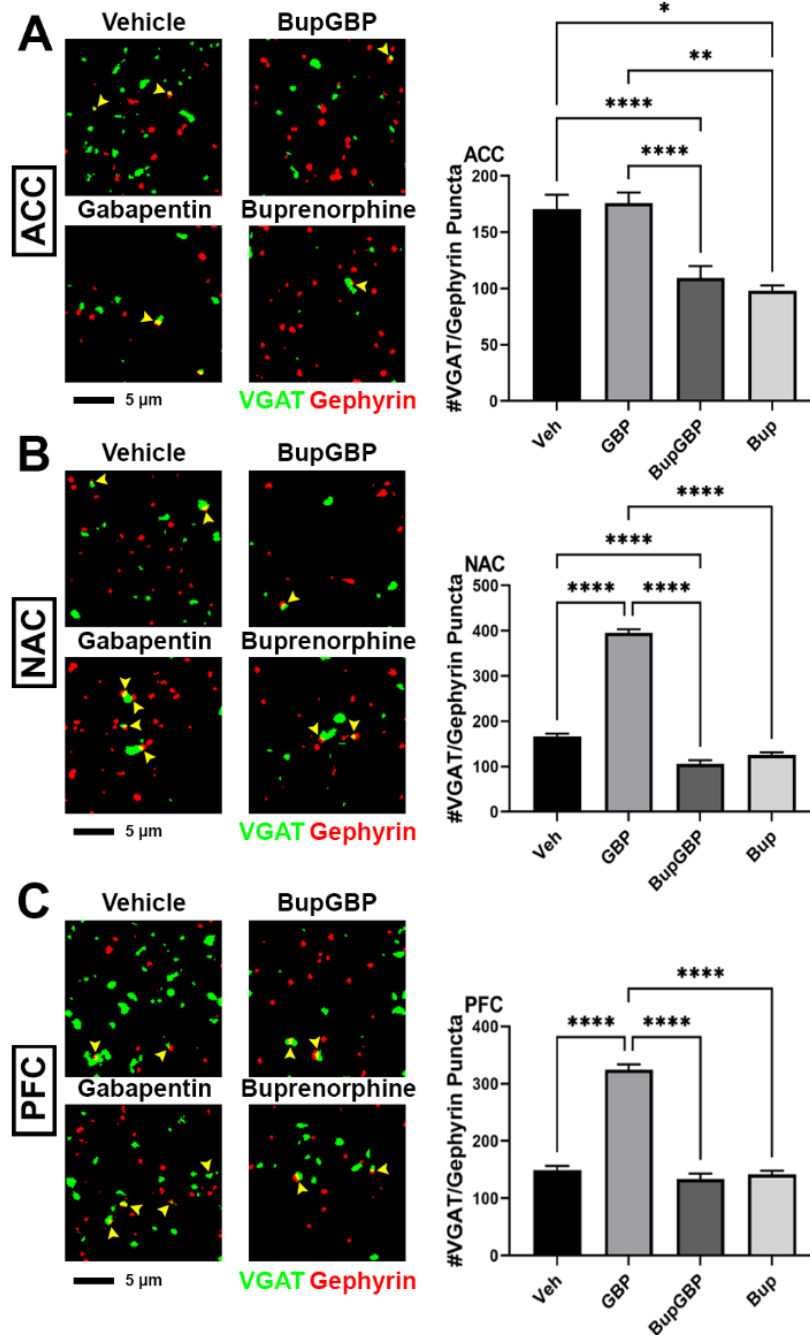 A
Vehicle BupGBP
ACC
Gabapentin Buprenorphine
5 µm
VGAT Gephyrin
*
**
****
****
ACC
#VGAT/Gephyrin Puncta
200
150
100
50
0
Veh GBP BupGBP Bup
B
Vehicle BupGBP
NAC
Gabapentin Buprenorphine
5 µm
VGAT Gephyrin
****
****
**** ****
NAC
#VGAT/Gephyrin Puncta
500
400
300
200
100
0
Veh GBP BupGBP Bup
C
Vehicle BupGBP
PFC
Gabapentin Buprenorphine
5 µm
VGAT Gephyrin
****
**** ****
PFC
#VGAT/Gephyrin Puncta
400
300
200
100
0
Veh GBP BupGBP Bup